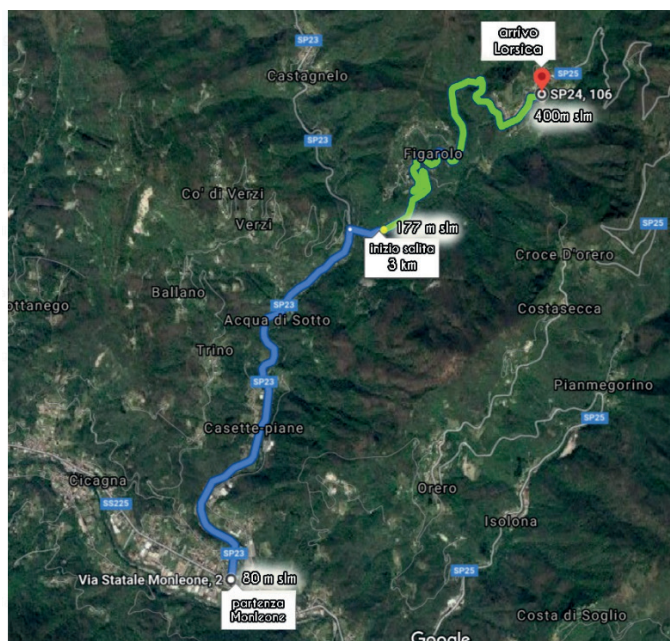 arrivo
Lorsica
SP23
SP25
Castagnelo
SP24, 106
400m slm
Figarolo
Co' di Verzi
SP25
Verzi
177 m slm
inizio salita
3 km
Croce D'orero
Ballano
ottanego
SP23
Costasecca
Acqua di Sotto
Trino
SP23
Pianmegorino
SP25
Casette-piane
Cicagna
Orero
SS225
Isolona
SP23
SP25
Via Statale Monleone, 2
80 m slm
partenza
Monleone
Costa di Soglio
Google